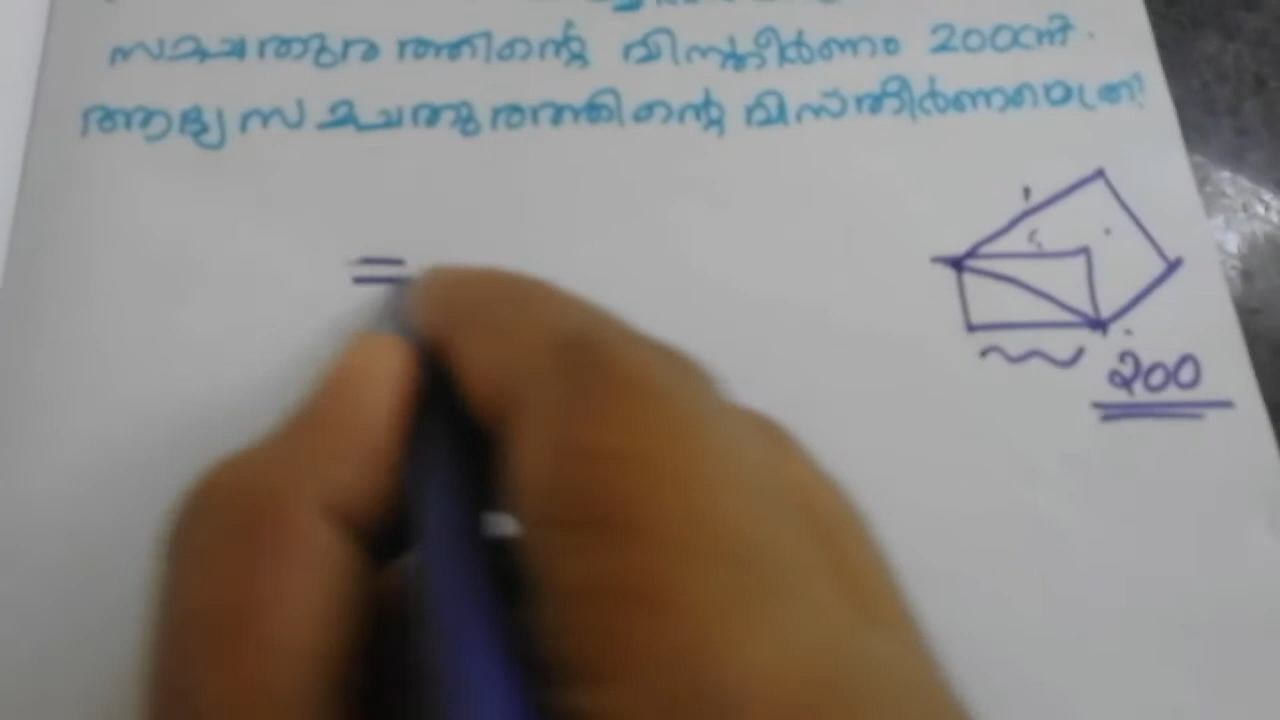 സമചതുരത്തിന്റെ വിസ്തീർണം 200cm².
ആദ്യ സമചതുരത്തിന്റെ വിസ്തീർണമെത്ര?
=
200